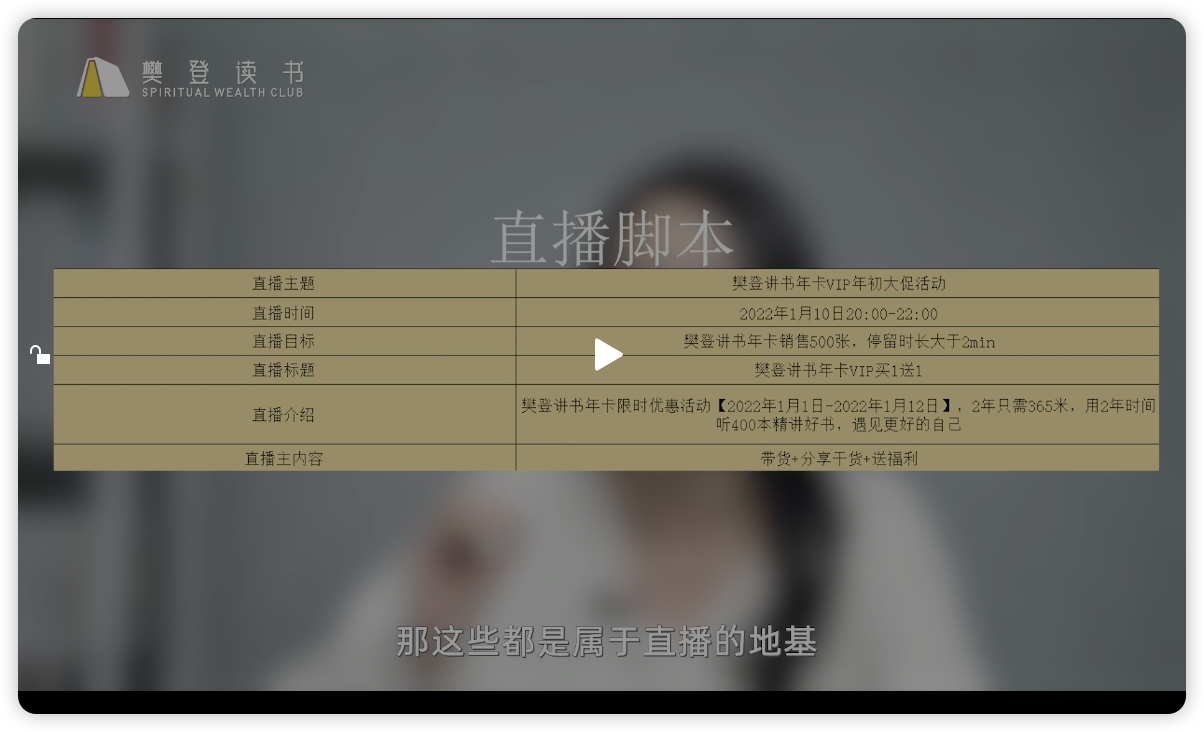 樊登读书
SPIRITUAL WEALTH CLUB
直播脚本
直播主题 樊登讲书年卡VIP年初大促活动
直播时间 2022年1月10日20:00-22:00
直播目标 樊登讲书年卡销售500张，停留时长大于2min
直播标题 樊登讲书年卡VIP买1送1
直播介绍 樊登讲书年卡限时优惠活动【2022年1月1日-2022年1月12日】，2年只需365米，用2年时间
听400本精讲好书，遇见更好的自己
直播主内容 带货+分享干货+送福利
那这些都是属于直播的地基